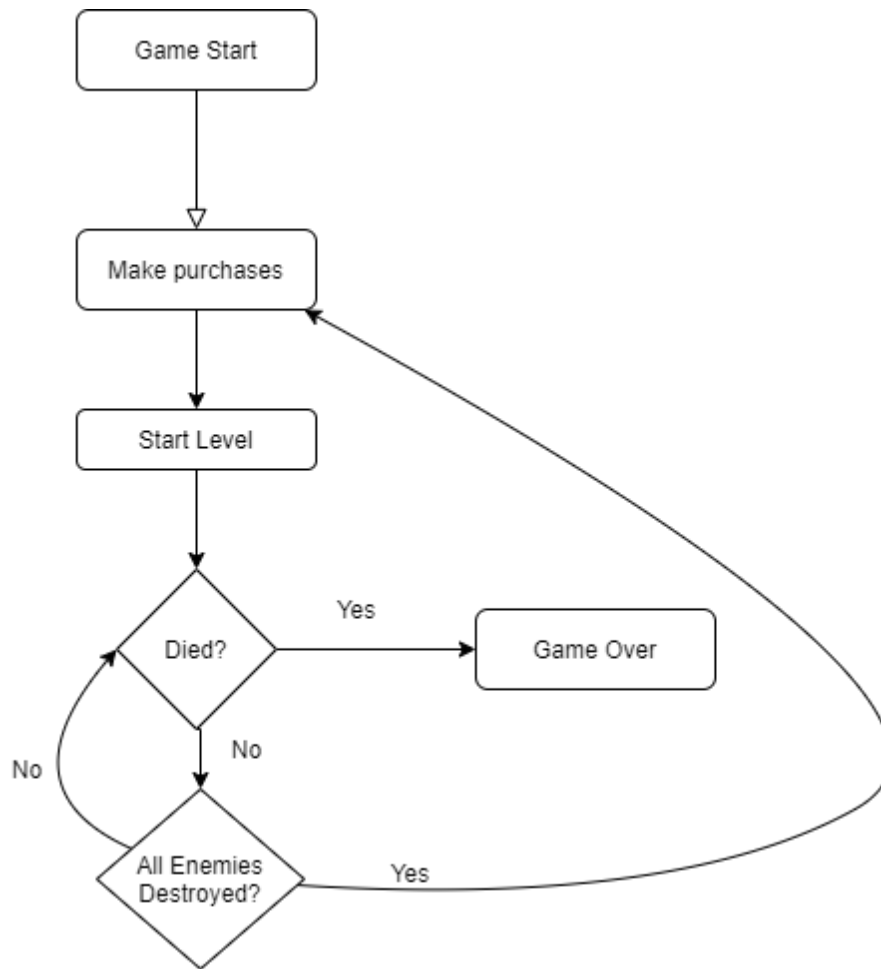 Game Start
Make purchases
Start Level
Died?
Yes
Game Over
No
No
All Enemies
Destroyed?
Yes